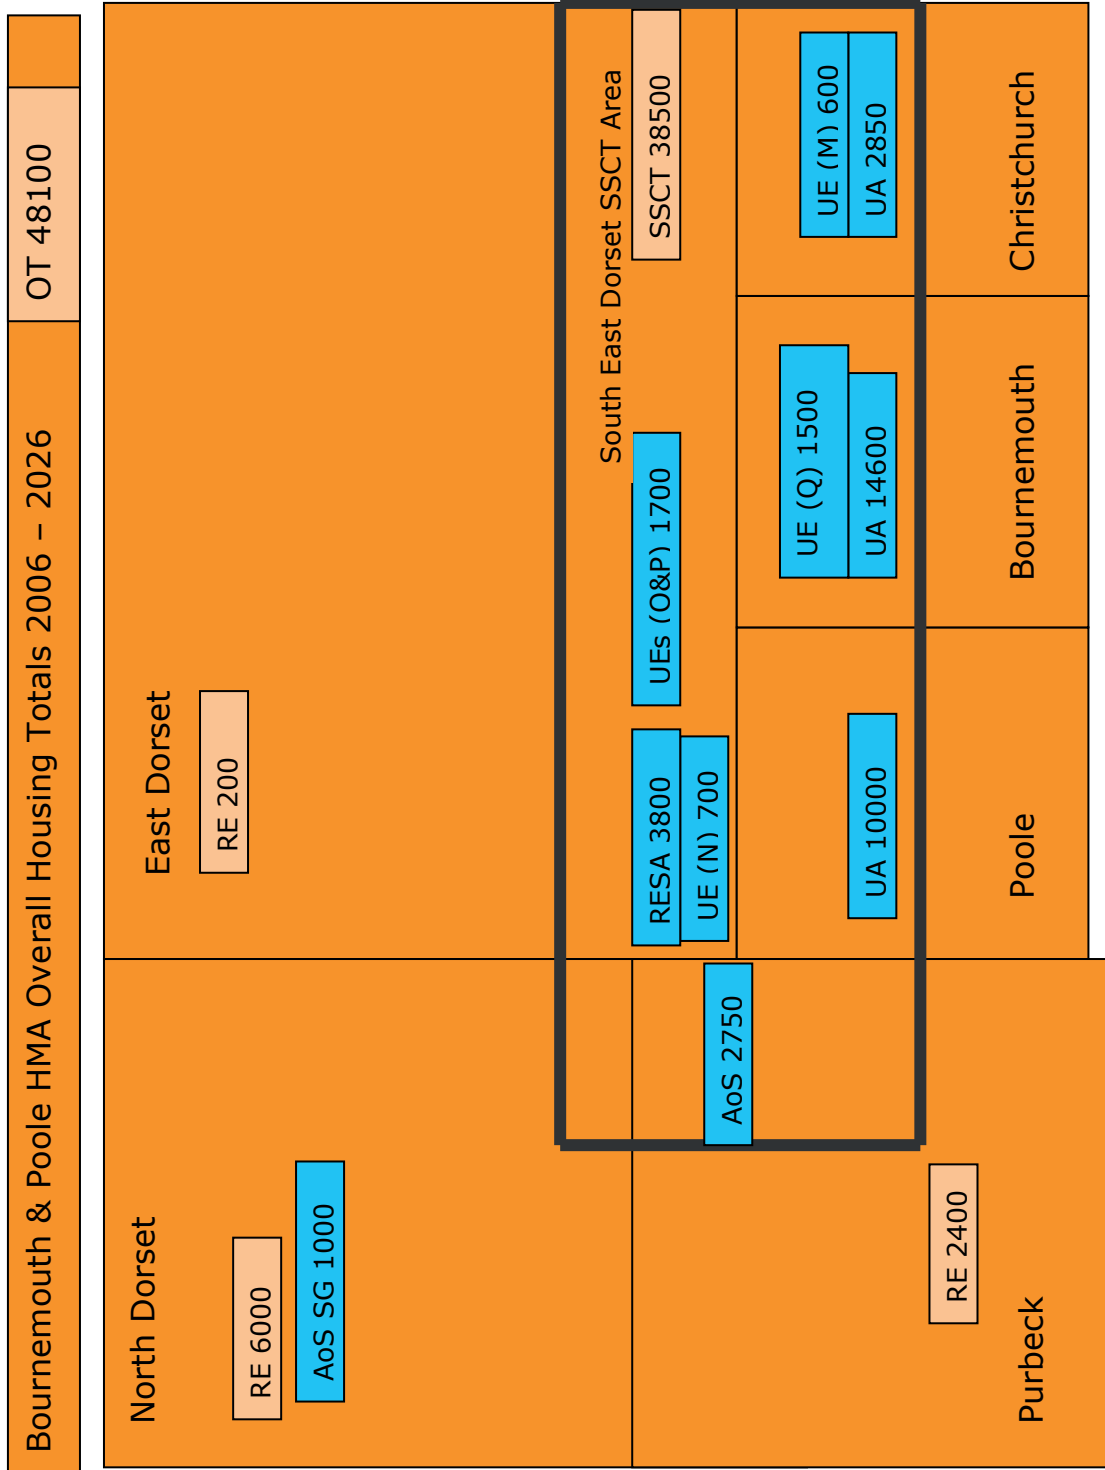 Bournemouth & Poole HMA Overall Housing Totals 2006 – 2026
OT 48100
North Dorset
RE 6000
AoS SG 1000
East Dorset
RE 200
South East Dorset SSCT Area
RESA 3800
UEs (O&P) 1700
SSCT 38500
UE (N) 700
AoS 2750
UE (Q) 1500
UE (M) 600
UA 10000
UA 14600
UA 2850
RE 2400
Purbeck
Poole
Bournemouth
Christchurch